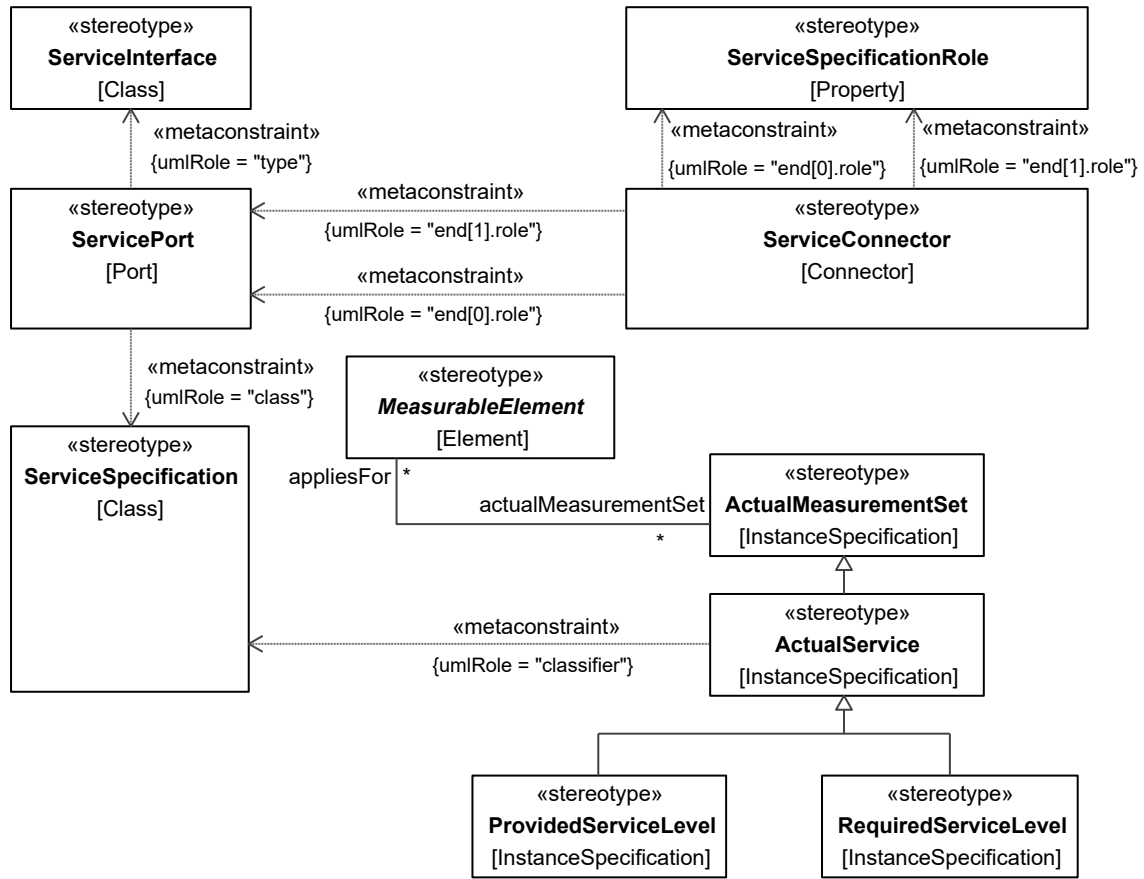 «stereotype»
ServiceInterface
[Class]
«stereotype»
ServiceSpecificationRole
[Property]
«metaconstraint»
{umlRole = "type"}
«metaconstraint»
{umlRole = "end[0].role"}
«metaconstraint»
{umlRole = "end[1].role"}
«stereotype»
ServicePort
[Port]
«metaconstraint»
{umlRole = "end[1].role"}
«metaconstraint»
{umlRole = "end[0].role"}
«stereotype»
ServiceConnector
[Connector]
«metaconstraint»
{umlRole = "class"}
«stereotype»
MeasurableElement
[Element]
«stereotype»
ServiceSpecification
[Class]
appliesFor
*
actualMeasurementSet
*
«stereotype»
ActualMeasurementSet
[InstanceSpecification]
«metaconstraint»
{umlRole = "classifier"}
«stereotype»
ActualService
[InstanceSpecification]
«stereotype»
ProvidedServiceLevel
[InstanceSpecification]
«stereotype»
RequiredServiceLevel
[InstanceSpecification]